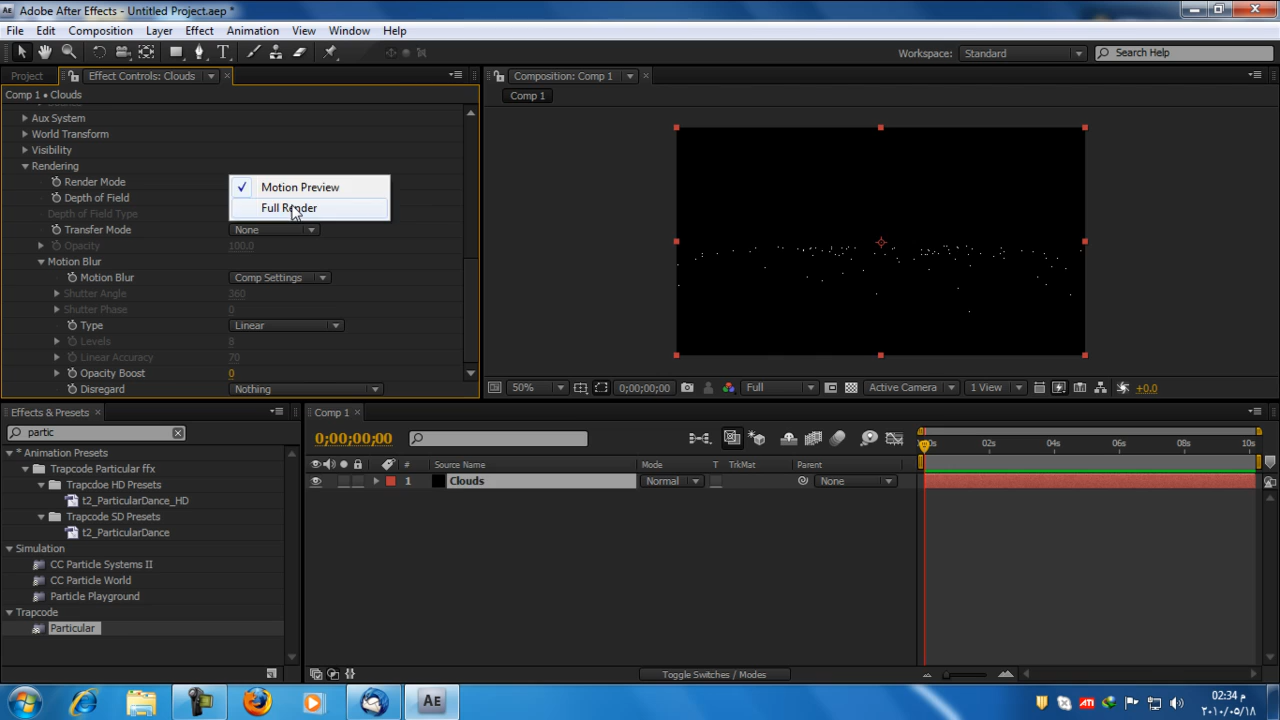 Adobe After Effects - Untitled Project.aep *
File Edit Composition Layer Effect Animation View Window Help
Workspace: Standard Search Help
Project Effect Controls: Clouds
Comp 1 • Clouds
Aux System
World Transform
Visibility
Rendering
Render Mode
Motion Preview
Depth of Field
Full Render
Depth of Field Type
Transfer Mode None
Opacity 100.0
Motion Blur
Motion Blur Comp Settings
Shutter Angle 360
Shutter Phase 0
Type Linear
Levels 8
Linear Accuracy 70
Opacity Boost 0
Disregard Nothing
Composition: Comp 1
Comp 1
50% 0;00;00;00 Full Active Camera 1 View +0.0
Effects & Presets
partic
* Animation Presets
Trapcode Particular ffx
Trapcdoe HD Presets
t2_ParticularDance_HD
Trapcode SD Presets
t2_ParticularDance
Simulation
CC Particle Systems II
CC Particle World
Particle Playground
Trapcode
Particular
Comp 1
0;00;00;00
02s 04s 06s 08s 10s
# Source Name Mode T TrkMat Parent
1 Clouds Normal None
Toggle Switches / Modes
AE
ATI
02:34 م
٢٠١٠/٠٥/١٨